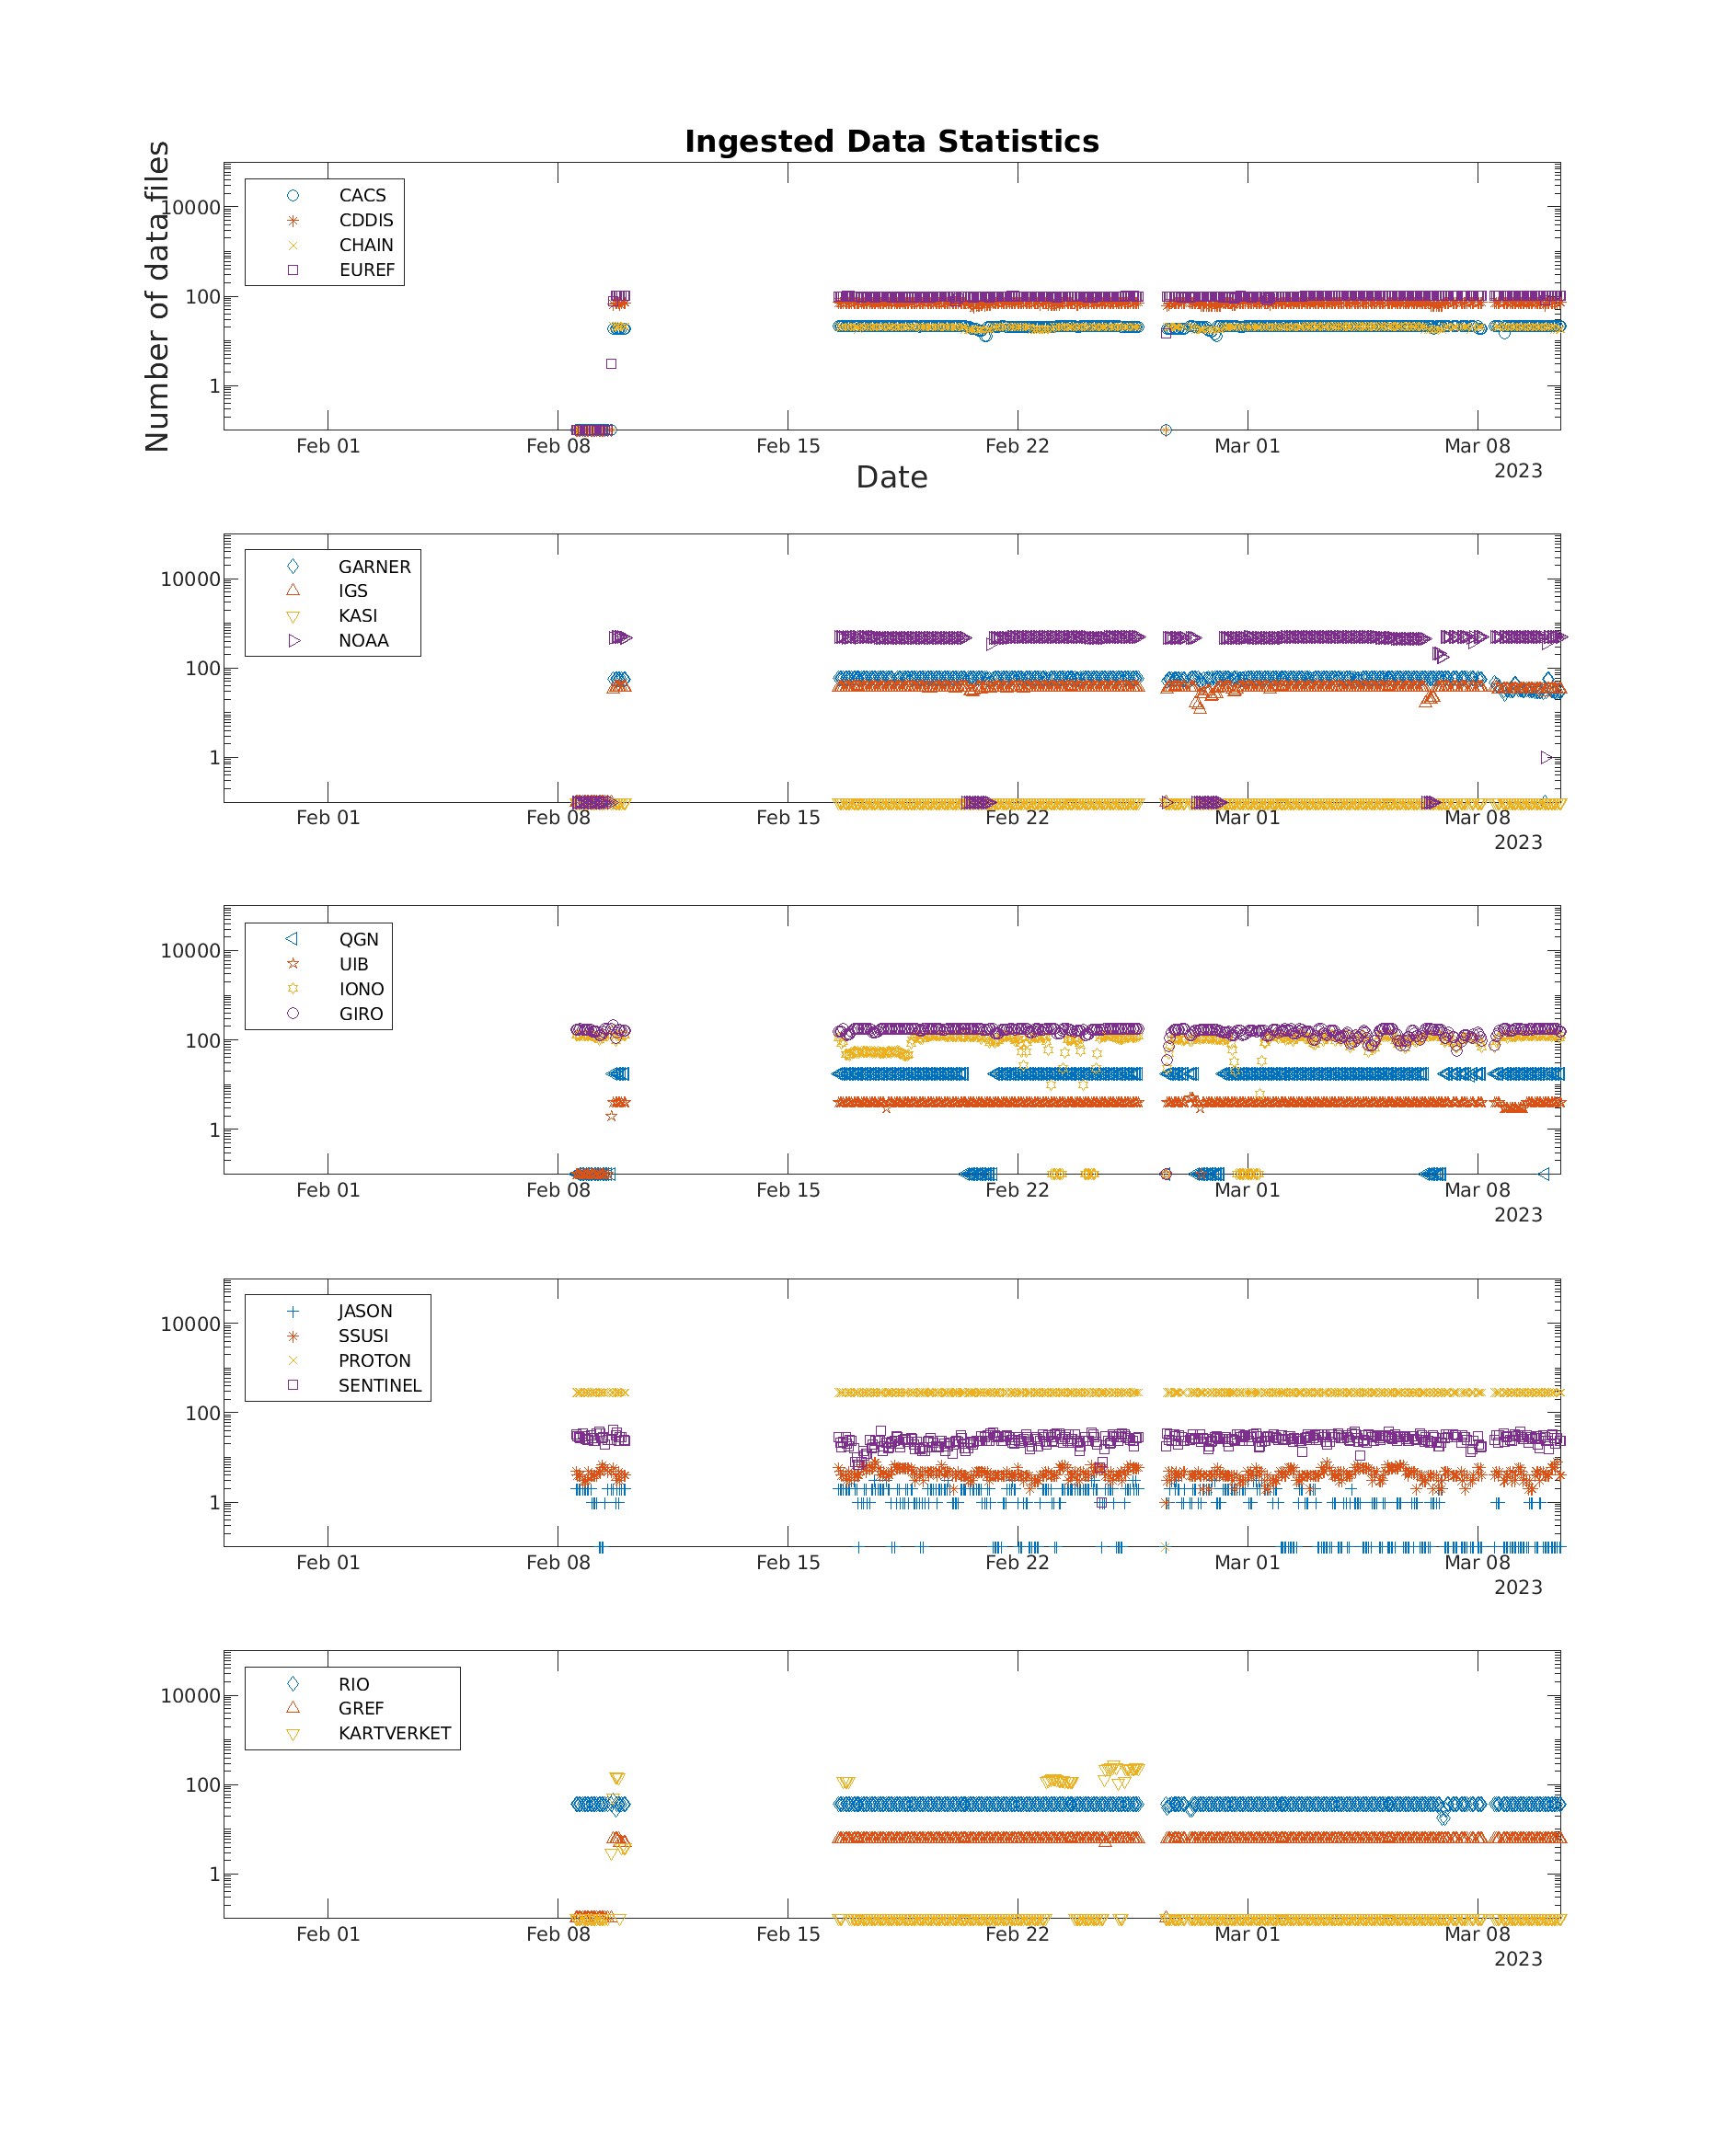 Ingested Data Statistics
Number of data files
10000
100
1
CACS
CDDIS
CHAIN
EUREF
Feb 01 Feb 08 Feb 15 Feb 22 Mar 01 Mar 08
2023
Date
10000
100
1
GARNER
IGS
KASI
NOAA
Feb 01 Feb 08 Feb 15 Feb 22 Mar 01 Mar 08
2023
10000
100
1
QGN
UIB
IONO
GIRO
Feb 01 Feb 08 Feb 15 Feb 22 Mar 01 Mar 08
2023
10000
100
1
JASON
SSUSI
PROTON
SENTINEL
Feb 01 Feb 08 Feb 15 Feb 22 Mar 01 Mar 08
2023
10000
100
1
RIO
GREF
KARTVERKET
Feb 01 Feb 08 Feb 15 Feb 22 Mar 01 Mar 08
2023